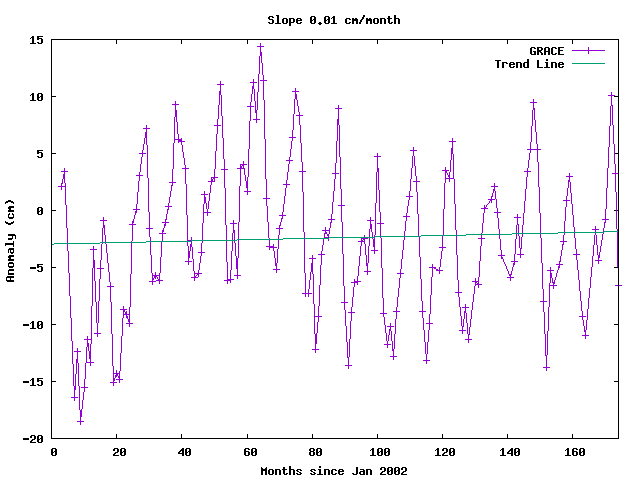 Slope 0.01 cm/month
15
10
5
0
-5
-10
-15
-20
Anomaly (cm)
GRACE
Trend Line
0 20 40 60 80 100 120 140 160
Months since Jan 2002